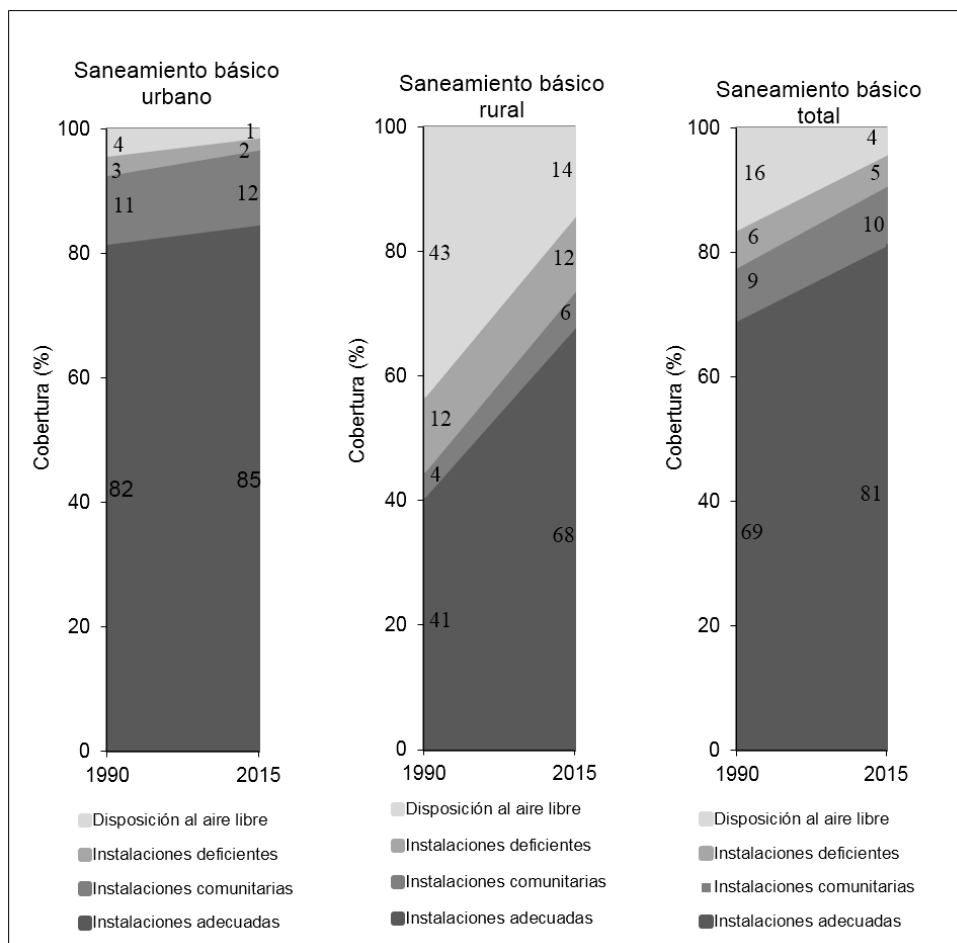 Saneamiento básico
urbano
Cobertura (%)
100
80
60
40
20
0
4
3
11
82
1
2
12
85
1990
2015
Disposición al aire libre
Instalaciones deficientes
Instalaciones comunitarias
Instalaciones adecuadas
Saneamiento básico
rural
Cobertura (%)
100
80
60
40
20
0
43
12
4
41
14
12
6
68
1990
2015
Disposición al aire libre
Instalaciones deficientes
Instalaciones comunitarias
Instalaciones adecuadas
Saneamiento básico
total
Cobertura (%)
100
80
60
40
20
0
16
6
9
69
4
5
10
81
1990
2015
Disposición al aire libre
Instalaciones deficientes
Instalaciones comunitarias
Instalaciones adecuadas